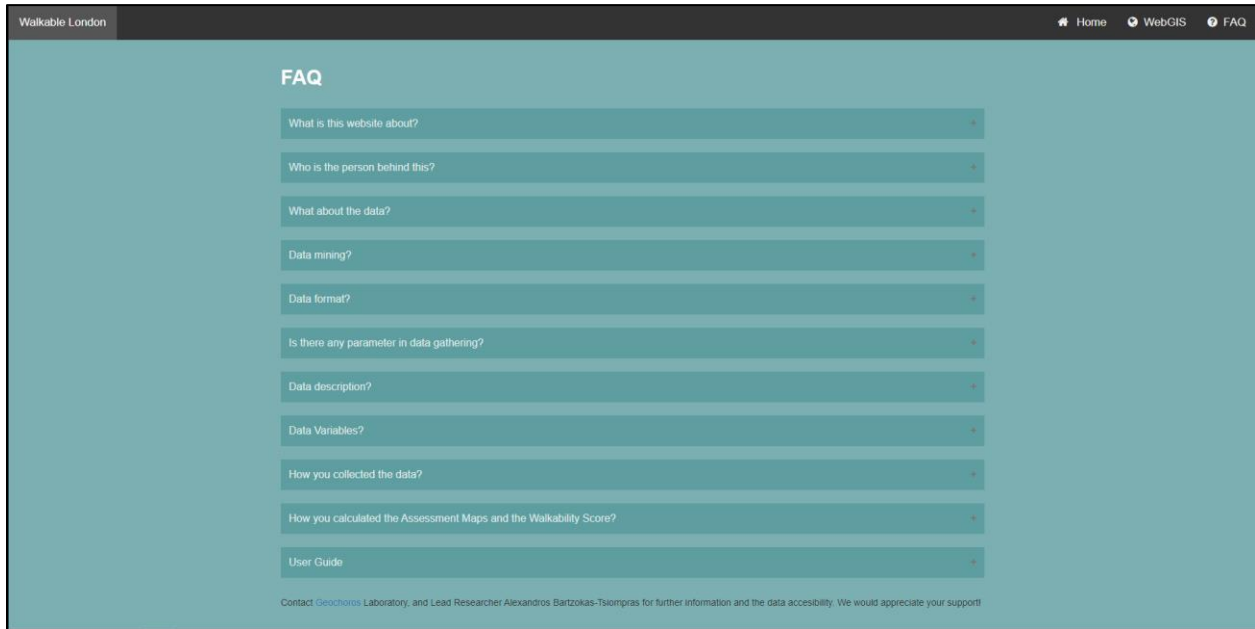 Walkable London
Home
WebGIS
FAQ
FAQ
What is this website about?
Who is the person behind this?
What about the data?
Data mining?
Data format?
Is there any parameter in data gathering?
Data description?
Data Variables?
How you collected the data?
How you calculated the Assessment Maps and the Walkability Score?
User Guide
Contact Geochoros Laboratory, and Lead Researcher Alexandros Bartzokas-Tsiompras for further information and the data accesibility. We would appreciate your support!